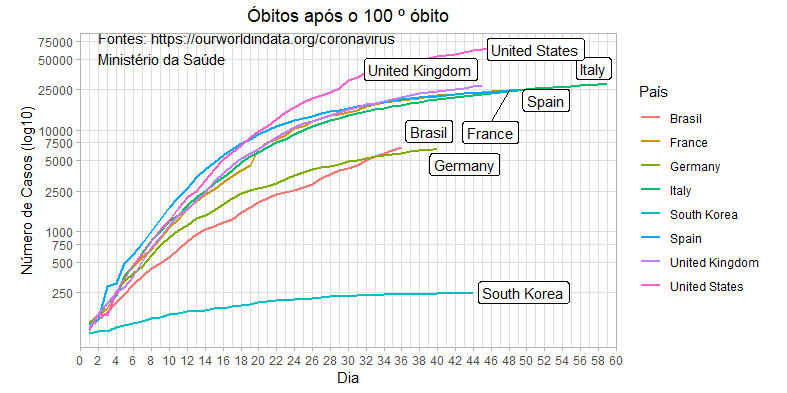 Óbitos após o 100 º óbito
Fontes: https://ourworldindata.org/coronavirus
Ministério da Saúde
Número de Casos (log10)
75000
50000
25000
10000
7500
5000
2500
1000
750
500
250
United States
United Kingdom
Italy
Spain
France
Brasil
Germany
South Korea
0 2 4 6 8 10 12 14 16 18 20 22 24 26 28 30 32 34 36 38 40 42 44 46 48 50 52 54 56 58 60
Dia
País
Brasil
France
Germany
Italy
South Korea
Spain
United Kingdom
United States